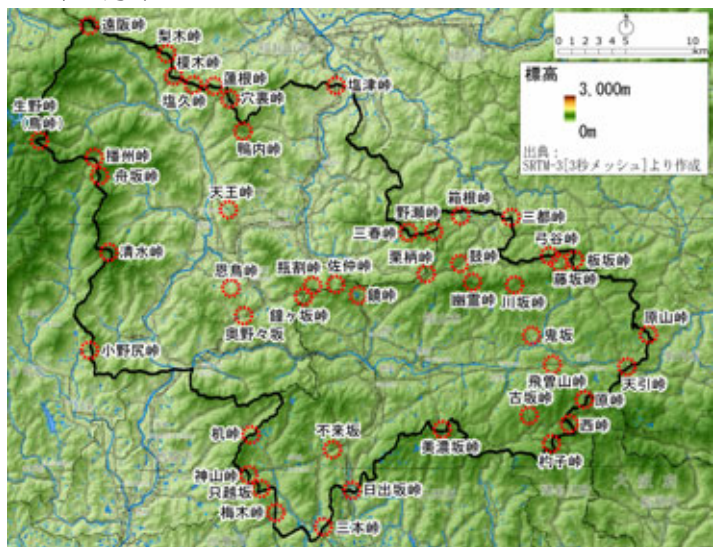 遠阪峠
梨木峠
榎木峠
蓮根峠
塩久峠
穴裏峠
塩津峠
鴨内峠
生野峠
(鳥峠)
播州峠
舟坂峠
天王峠
清水峠
小野尻峠
恩鳥峠
奥野々坂
瓶割峠
佐仲峠
鐘ヶ坂峠
鏡峠
三春峠
野瀬峠
箱根峠
三都峠
栗柄峠
鼓峠
幽霊峠
川坂峠
弓谷峠
藤坂峠
板坂峠
鬼坂
原山峠
飛曽山峠
天引峠
古坂峠
原峠
西峠
杓子峠
美濃坂峠
不来坂
日出坂峠
三本峠
机峠
神山峠
只越坂
梅木峠
0 1 2 3 4 5 10
km
標高
3,000m
0m
出典:
SRTM-3[3秒メッシュ]より作成